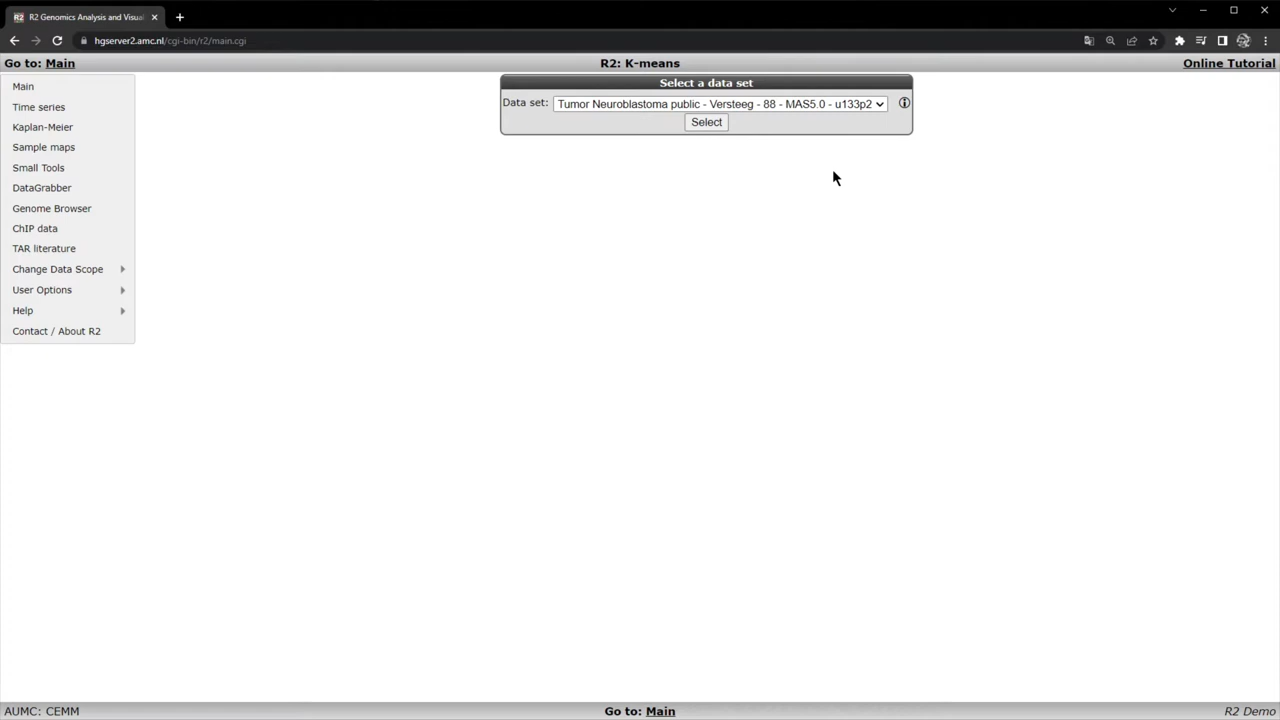 R2 Genomics Analysis and Visual
hgserver2.amc.nl/cgi-bin/r2/main.cgi
Go to: Main
R2: K-means
Online Tutorial
Main
Time series
Kaplan-Meier
Sample maps
Small Tools
DataGrabber
Genome Browser
ChIP data
TAR literature
Change Data Scope
User Options
Help
Contact / About R2
Select a data set
Data set: Tumor Neuroblastoma public - Versteeg - 88 - MAS5.0 - u133p2
Select
AUMC: CEMM
Go to: Main
R2 Demo